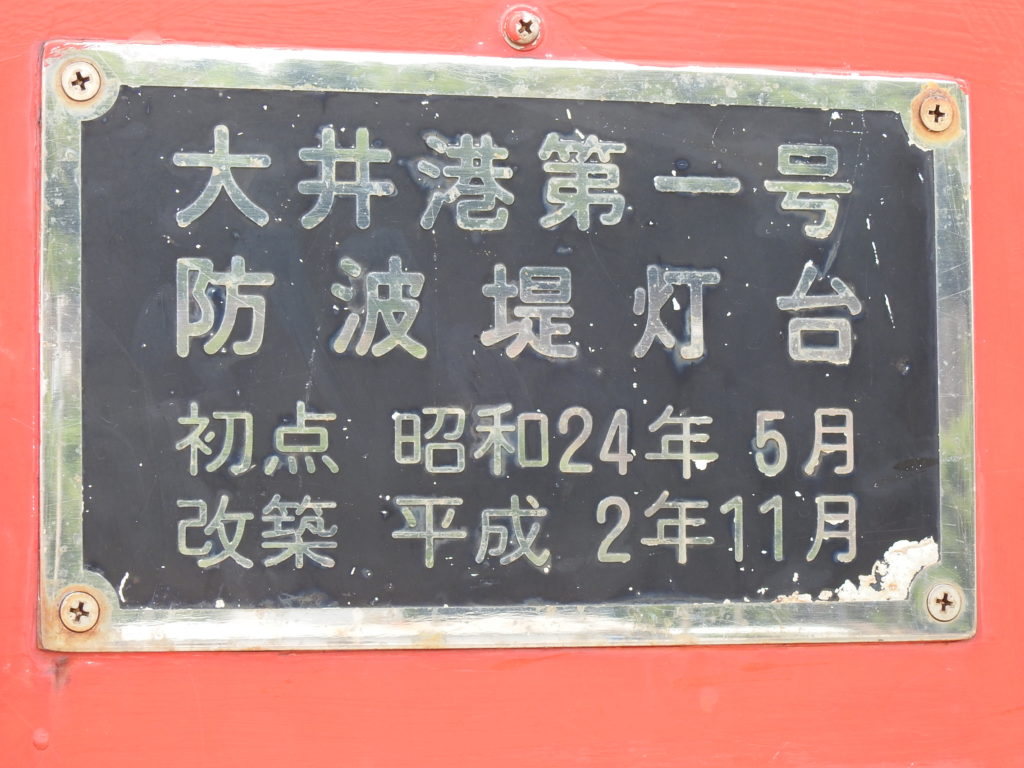 大井港第一号
防波堤灯台
初点 昭和24年 5月
改築 平成 2年11月